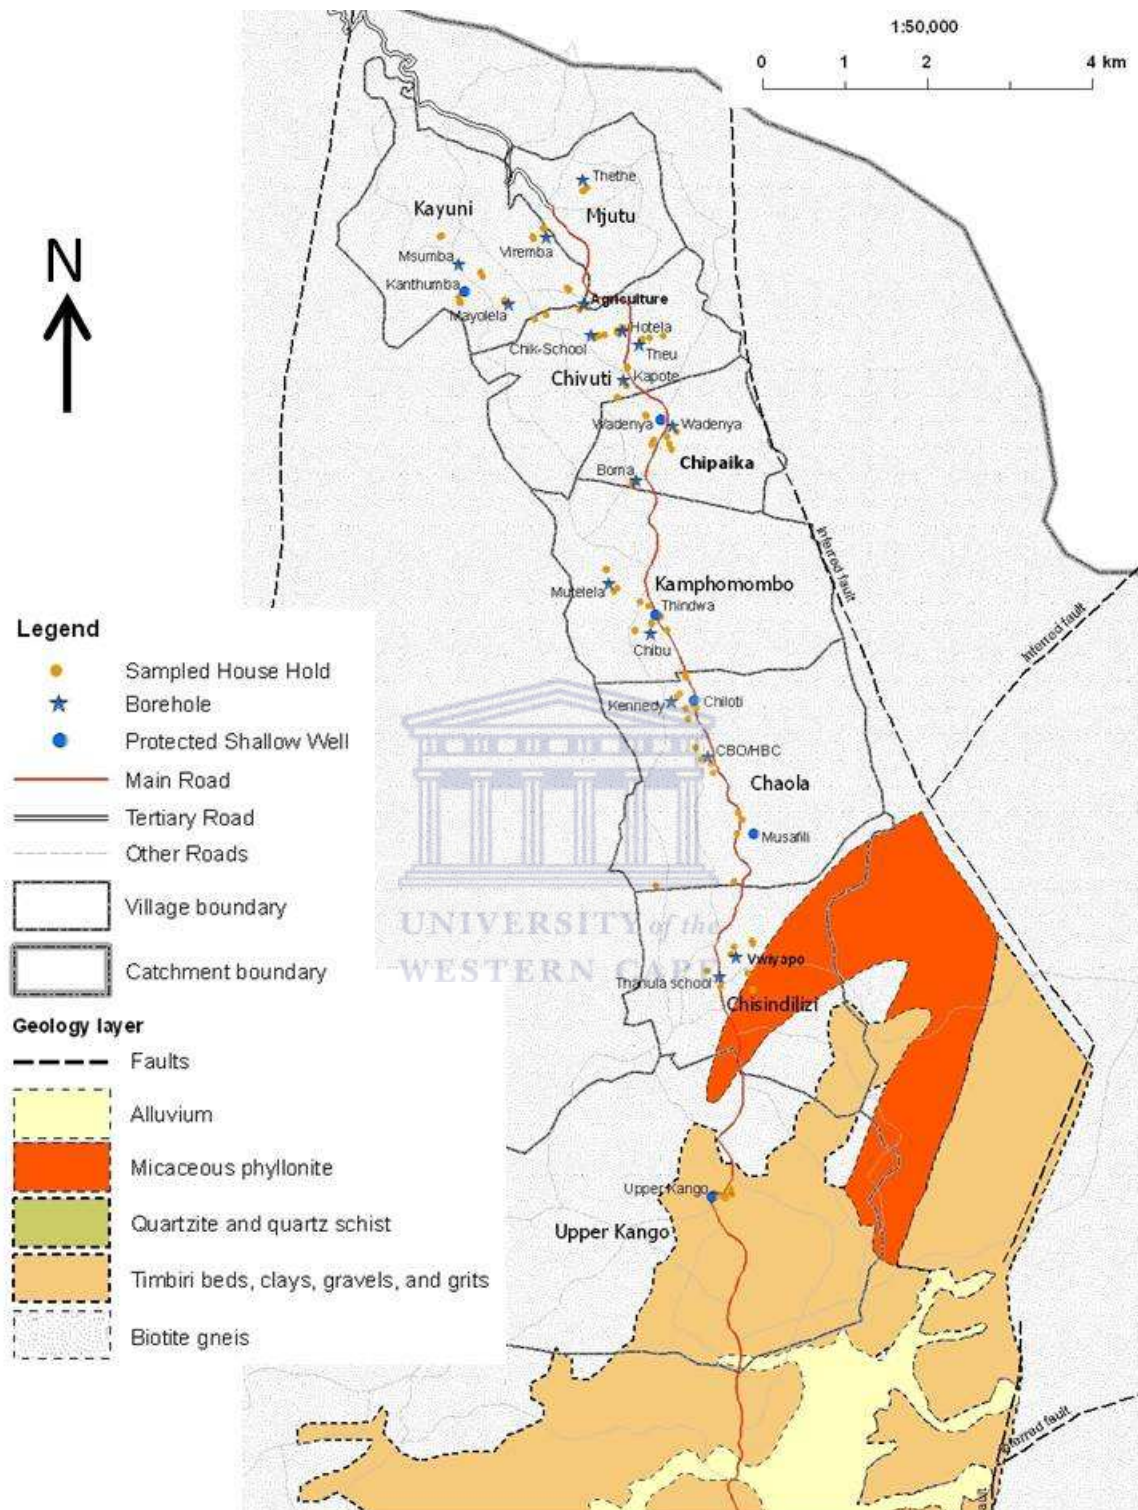 1:50,000
0 1 2 4 km
N
Thethe
Kayuni
Mjutu
Viremba
Msumba
Kanthumba
Mayolela
Agriculture
Hotela
Chik-School
Theu
Chivuti
Kapote
Wadenya
Wadenya
Chipaika
Boma
Inferred fault
Kamphomombo
Mutelela
Thindwa
Chibu
Inferred fault
Kennedy
Chiloti
CBO/HBC
Chaola
Musafili
UNIVERSITY of the
WESTERN CAPE
Vwiyapo
Thanula school
Chisindilizi
Upper Kango
Upper Kango
Inferred fault
Legend
Sampled House Hold
Borehole
Protected Shallow Well
Main Road
Tertiary Road
Other Roads
Village boundary
Catchment boundary
Geology layer
Faults
Alluvium
Micaceous phyllonite
Quartzite and quartz schist
Timbiri beds, clays, gravels, and grits
Biotite gneis